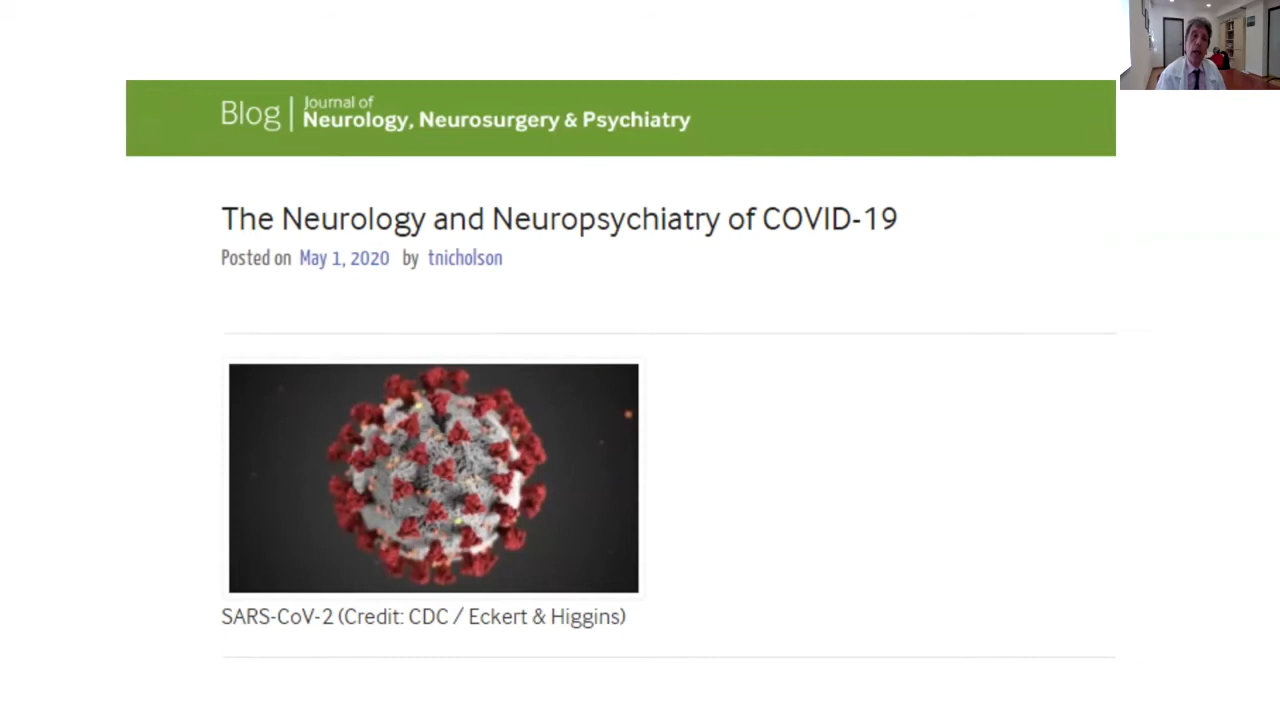 Blog | Journal of
Neurology, Neurosurgery & Psychiatry
The Neurology and Neuropsychiatry of COVID-19
Posted on May 1, 2020 by tnicholson
SARS-CoV-2 (Credit: CDC / Eckert & Higgins)